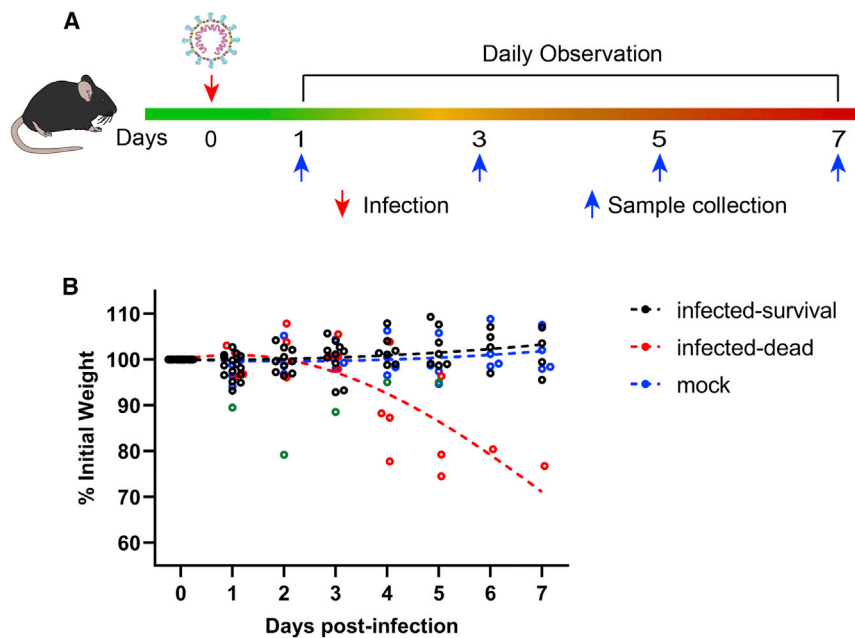 A
Daily Observation
Days 0 1 3 5 7
Infection Sample collection
B
110
100
90
80
70
60
% Initial Weight
0 1 2 3 4 5 6 7
Days post-infection
infected-survival
infected-dead
mock